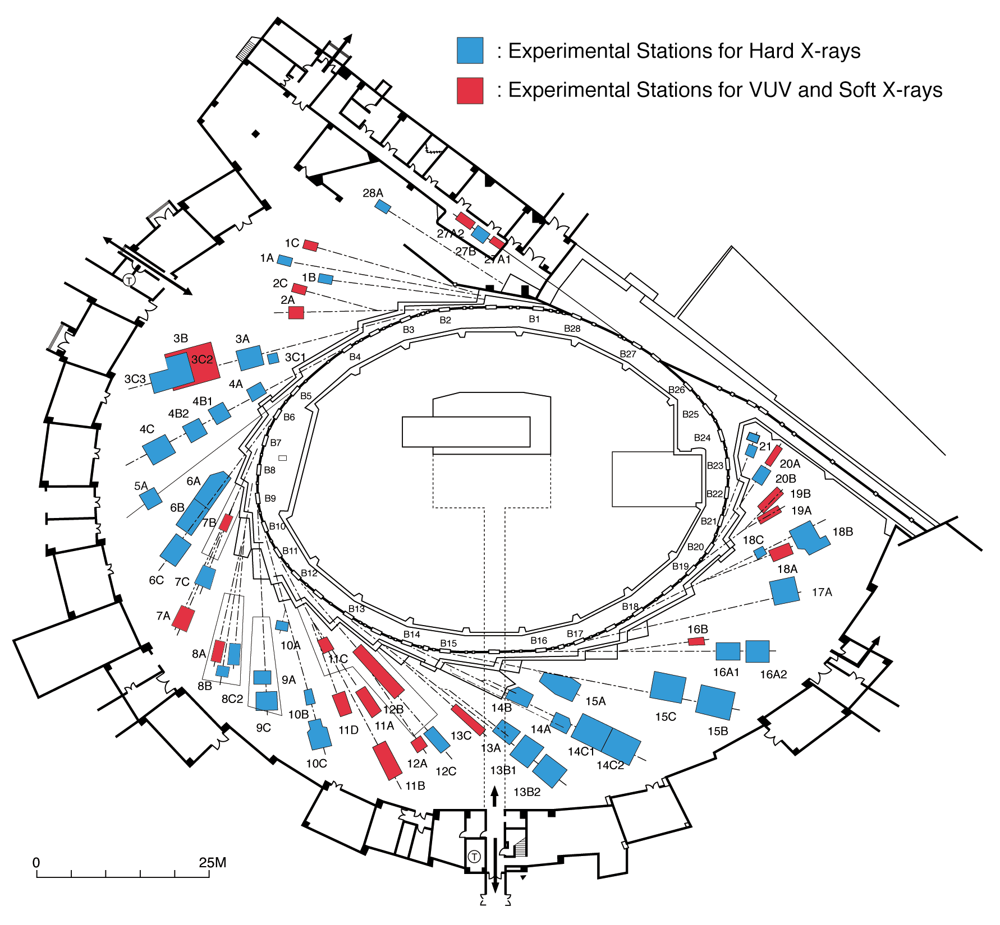 : Experimental Stations for Hard X-rays
: Experimental Stations for VUV and Soft X-rays
28A
27A2
27B
27A1
1C
1A
1B
2C
2A
B2
B1
B3
B28
B4
B27
3B
3A
3C2
3C1
3C3
4A
B5
B26
4B1
B6
B25
4B2
4C
B7
B24
21
B8
B23
20A
20B
6A
5A
B9
B22
19B
6B
19A
7B
B10
B21
18B
18C
B20
B11
18A
B19
6C
7C
B12
17A
7A
B13
B18
10A
B14
B15
B16
B17
16B
8A
11C
16A1
16A2
8B
9A
8C2
15A
14B
12B
10B
15C
9C
11D
11A
13C
14A
15B
13A
14C1
10C
12A
12C
14C2
13B1
11B
13B2
T
T
0
25M